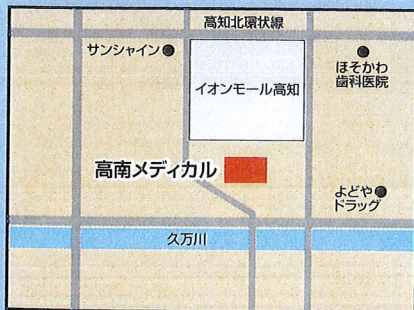 高知北環状線
サンシャイン
イオンモール高知
ほそかわ
歯科医院
高南メディカル
よどや
ドラッグ
久万川